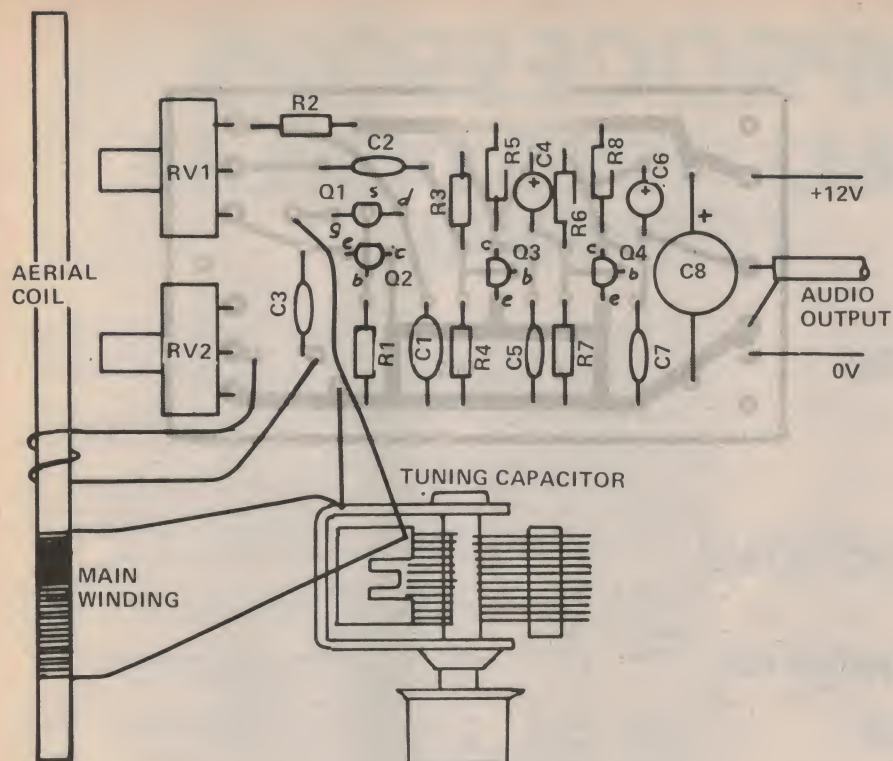 R2
RV1
C2
Q1
s
d
g
e
c
b
Q2
R3
R5
C4
R6
R8
C6
+12V
+
+
+
c
Q3
b
e
c
Q4
b
e
C8
AUDIO
OUTPUT
AERIAL
COIL
C3
RV2
R1
C1
R4
C5
R7
C7
0V
TUNING CAPACITOR
MAIN
WINDING